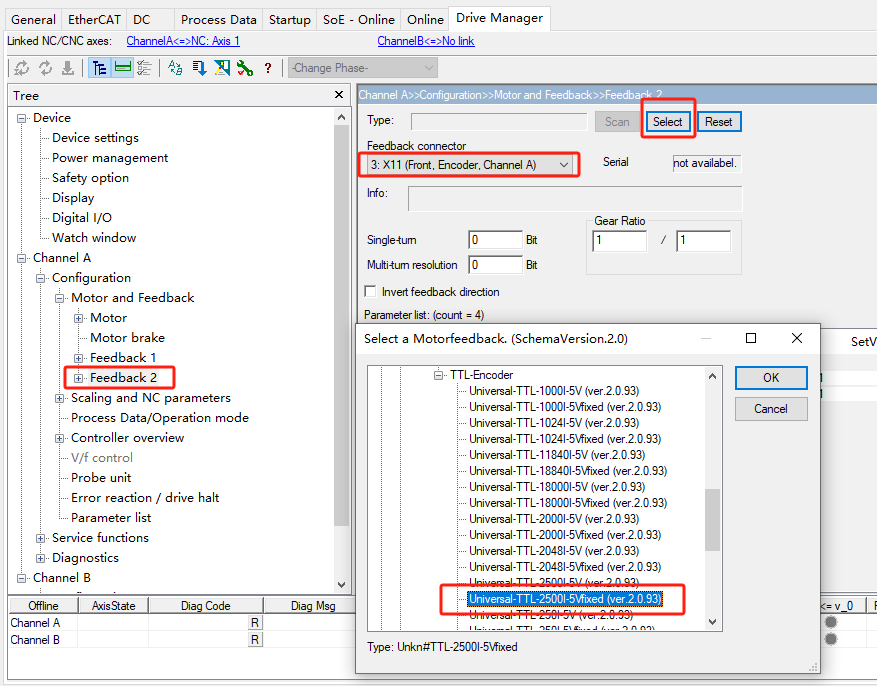 General EtherCAT DC Process Data Startup SoE - Online Online Drive Manager
Linked NC/CNC axes: ChannelA<=>NC: Axis 1 ChannelB<=>No link
-Change Phase-
Tree
Device
Device settings
Power management
Safety option
Display
Digital I/O
Watch window
Channel A
Configuration
Motor and Feedback
Motor
Motor brake
Feedback 1
Feedback 2
Scaling and NC parameters
Process Data/Operation mode
Controller overview
V/f control
Probe unit
Error reaction / drive halt
Parameter list
Service functions
Diagnostics
Channel B
Channel A>>Configuration>>Motor and Feedback>>Feedback 2
Type: Scan Select Reset
Feedback connector
3: X11 (Front, Encoder, Channel A) Serial not availabel.
Info:
Gear Ratio
Single-turn 0 Bit 1 / 1
Multi-turn resolution 0 Bit
Invert feedback direction
Parameter list: (count = 4)
SetV
Select a Motorfeedback. (SchemaVersion.2.0)
TTL-Encoder
Universal-TTL-1000I-5V (ver.2.0.93)
Universal-TTL-1000I-5Vfixed (ver.2.0.93)
Universal-TTL-1024I-5V (ver.2.0.93)
Universal-TTL-1024I-5Vfixed (ver.2.0.93)
Universal-TTL-11840I-5V (ver.2.0.93)
Universal-TTL-18840I-5Vfixed (ver.2.0.93)
Universal-TTL-18000I-5V (ver.2.0.93)
Universal-TTL-18000I-5Vfixed (ver.2.0.93)
Universal-TTL-2000I-5V (ver.2.0.93)
Universal-TTL-2000I-5Vfixed (ver.2.0.93)
Universal-TTL-2048I-5V (ver.2.0.93)
Universal-TTL-2048I-5Vfixed (ver.2.0.93)
Universal-TTL-2500I-5V (ver.2.0.93)
Universal-TTL-2500I-5Vfixed (ver.2.0.93)
Universal-TTL-250I-5V (ver.2.0.93)
OK
Cancel
Type: Unkn#TTL-2500I-5Vfixed
Offline AxisState Diag Code Diag Msg <= v_0
Channel A R
Channel B R